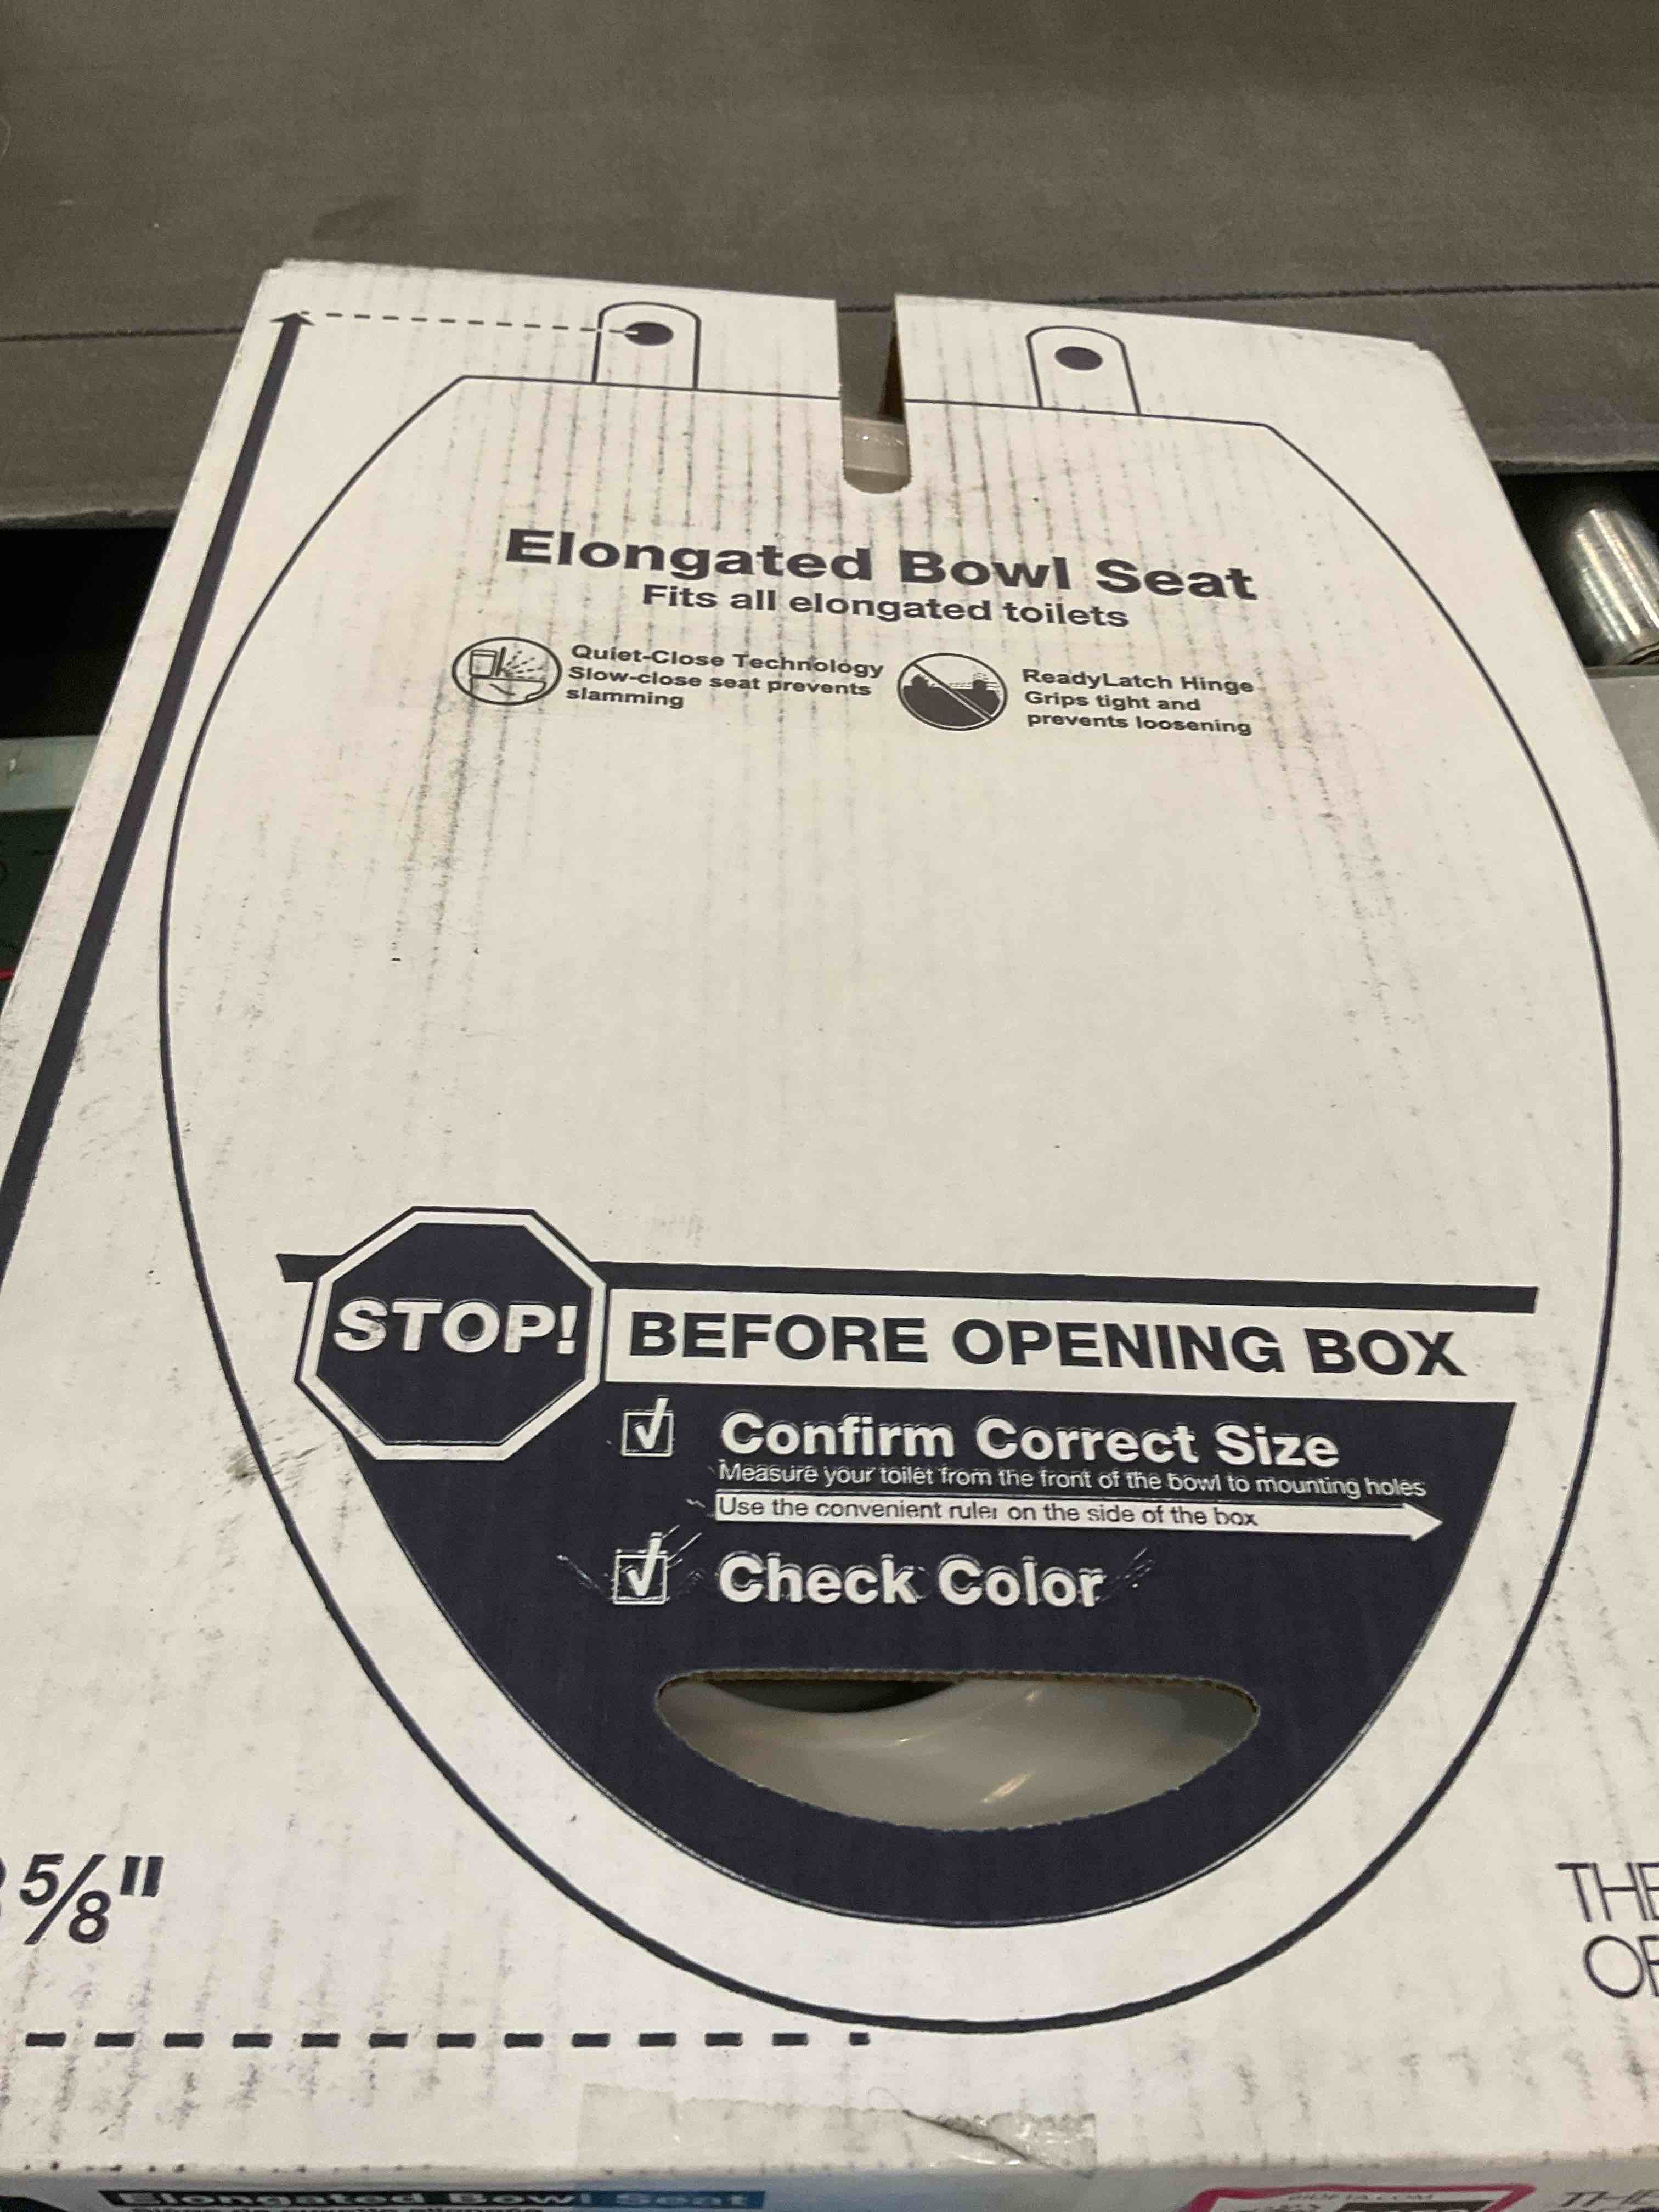 Elongated Bowl Seat
Fits all elongated toilets
Quiet-Close Technology
Slow-close seat prevents
slamming
ReadyLatch Hinge
Grips tight and
prevents loosening
STOP! BEFORE OPENING BOX
Confirm Correct Size
Measure your toilet from the front of the bowl to mounting holes
Use the convenient ruler on the side of the box
Check Color
5/8"
THE
OF
Elongated Bowl Seat
THE